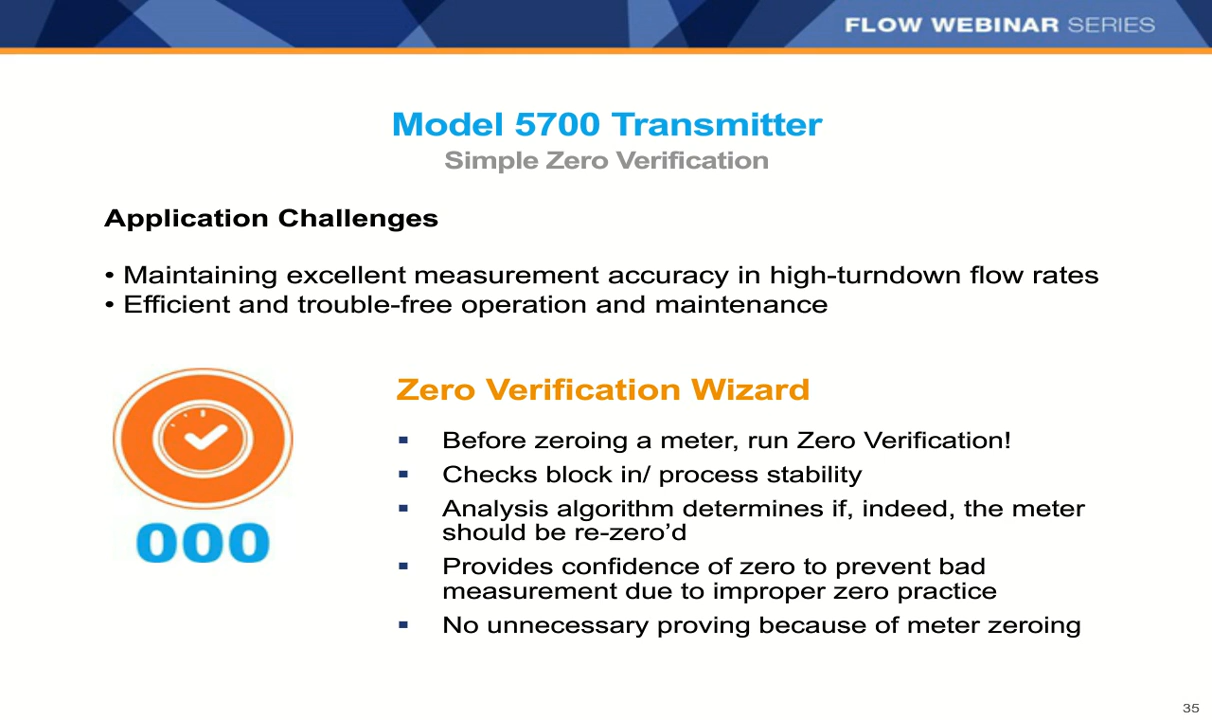 FLOW WEBINAR SERIES
Model 5700 Transmitter
Simple Zero Verification
Application Challenges
• Maintaining excellent measurement accuracy in high-turndown flow rates
• Efficient and trouble-free operation and maintenance
Zero Verification Wizard
▪ Before zeroing a meter, run Zero Verification!
▪ Checks block in/ process stability
▪ Analysis algorithm determines if, indeed, the meter
should be re-zero’d
▪ Provides confidence of zero to prevent bad
measurement due to improper zero practice
▪ No unnecessary proving because of meter zeroing
000
35